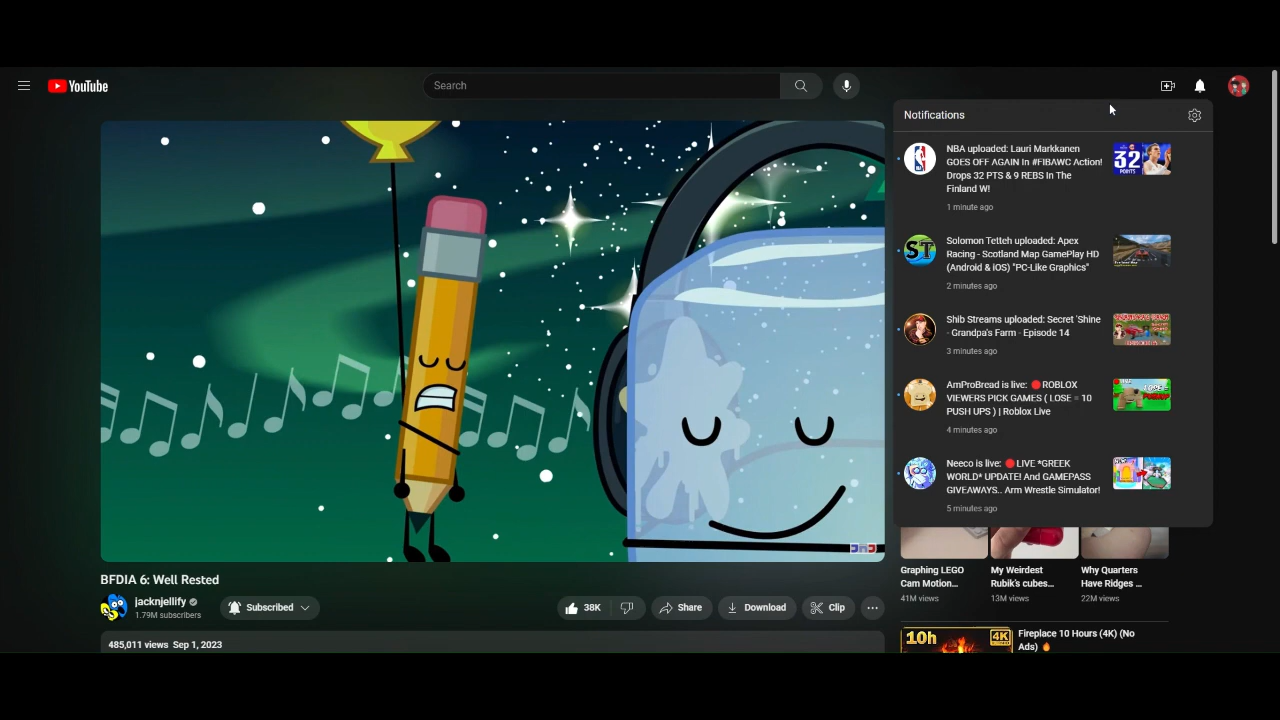 YouTube
Search
Notifications
NBA uploaded: Lauri Markkanen
GOES OFF AGAIN In #FIBAWC Action!
Drops 32 PTS & 9 REBS In The
Finland W!
1 minute ago
32
POINTS
ST
Solomon Tetteh uploaded: Apex
Racing - Scotland Map GamePlay HD
(Android & iOS) "PC-Like Graphics"
2 minutes ago
Shib Streams uploaded: Secret 'Shine
- Grandpa's Farm - Episode 14
3 minutes ago
AmProBread is live: 🔴ROBLOX
VIEWERS PICK GAMES ( LOSE = 10
PUSH UPS ) | Roblox Live
4 minutes ago
Neeco is live: 🔴LIVE *GREEK
WORLD* UPDATE! And GAMEPASS
GIVEAWAYS.. Arm Wrestle Simulator!
5 minutes ago
BFDIA 6: Well Rested
jacknjellify
1.79M subscribers
Subscribed
38K
Share
Download
Clip
485,011 views Sep 1, 2023
Graphing LEGO
Cam Motion...
41M views
My Weirdest
Rubik's cubes...
13M views
Why Quarters
Have Ridges ...
22M views
10h
4K
Fireplace 10 Hours (4K) (No
Ads) 🔥